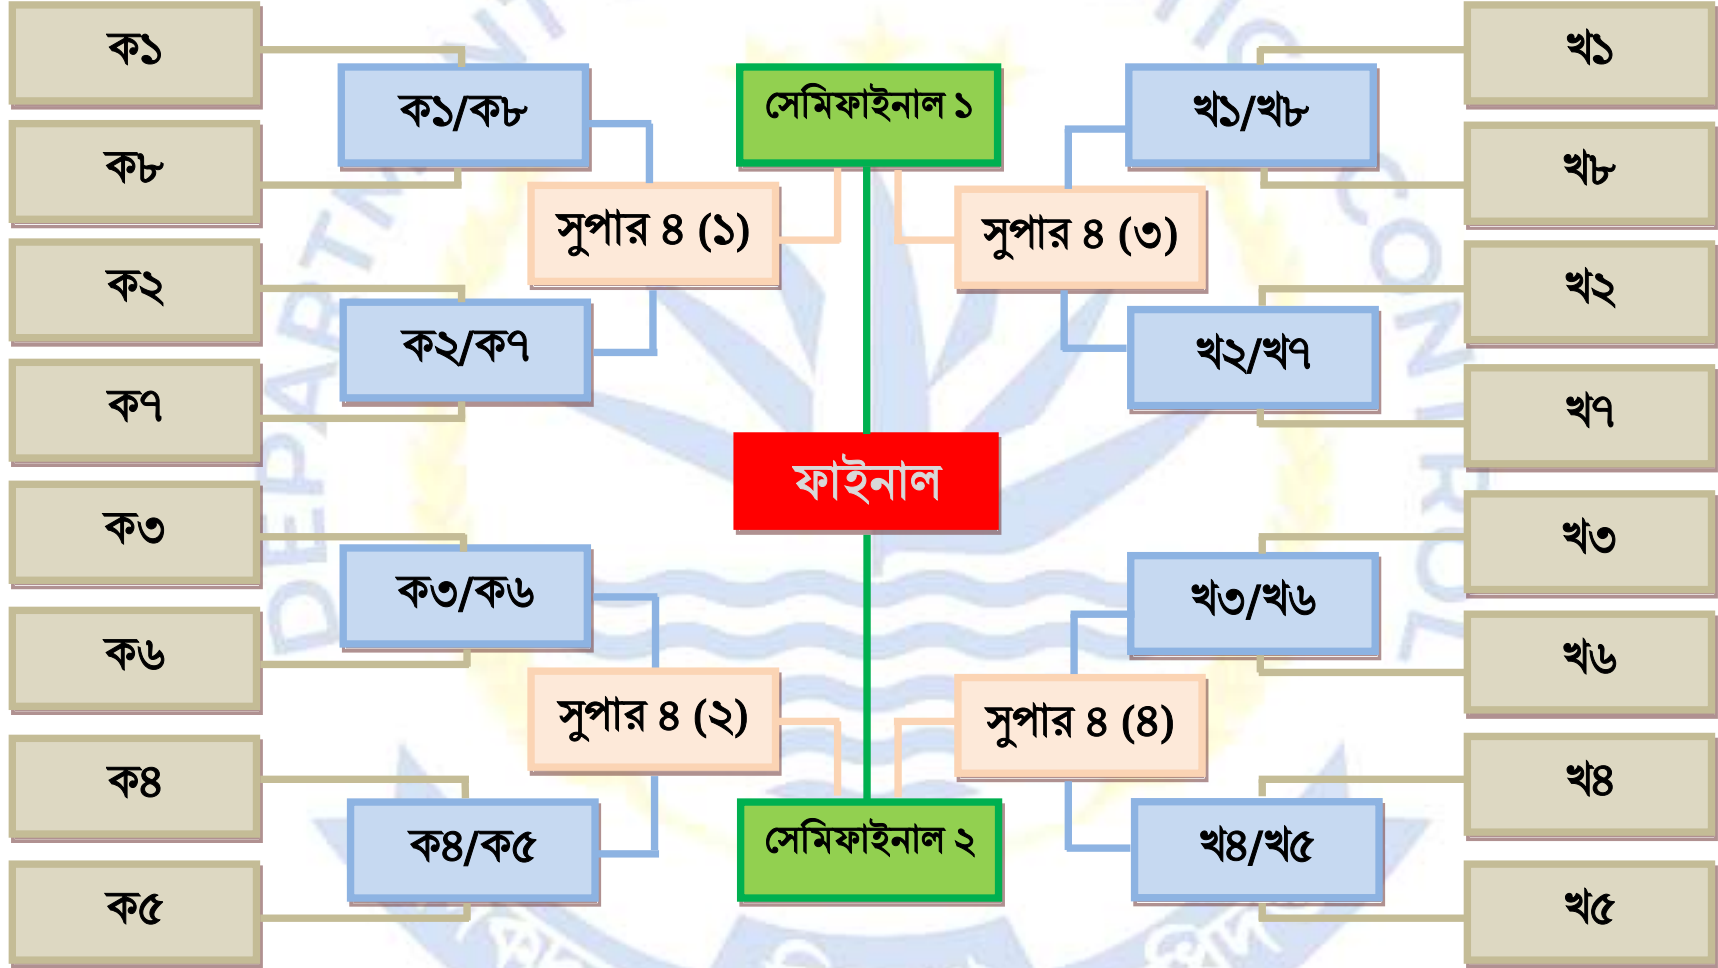 ক১
ক১/ক৮
ক৮
সুপার ৪ (১)
ক২
ক২/ক৭
ক৭
ক৩
ক৩/ক৬
ক৬
সুপার ৪ (২)
ক৪
ক৪/ক৫
ক৫
সেমিফাইনাল ১
ফাইনাল
সেমিফাইনাল ২
খ১
খ১/খ৮
খ৮
সুপার ৪ (৩)
খ২
খ২/খ৭
খ৭
খ৩
খ৩/খ৬
খ৬
সুপার ৪ (৪)
খ৪
খ৪/খ৫
খ৫